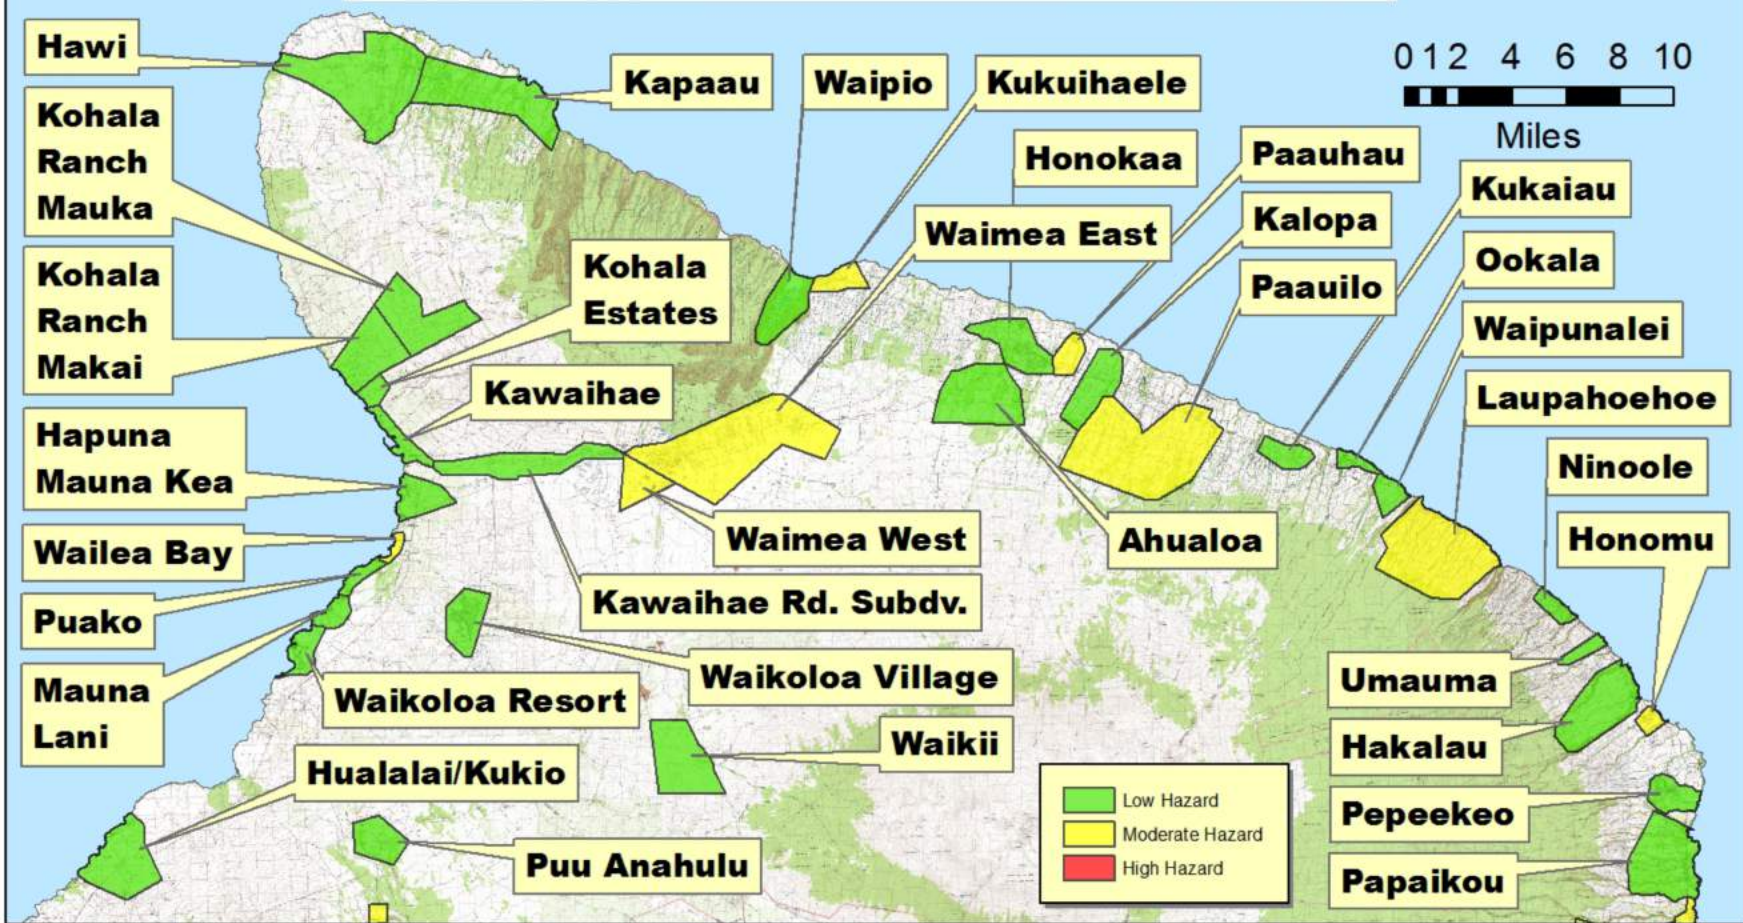 Hawi
Kapaau
Waipio
Kukuihaele
0 1 2 4 6 8 10
Miles
Kohala
Ranch
Mauka
Honokaa
Paauhau
Kukaiau
Waimea East
Kalopa
Kohala
Ranch
Makai
Kohala
Estates
Paauilo
Ookala
Waipunalei
Kawaihae
Laupahoehoe
Hapuna
Mauna Kea
Ninoole
Wailea Bay
Waimea West
Ahualoa
Honomu
Puako
Kawaihae Rd. Subdv.
Mauna
Lani
Waikoloa Resort
Waikoloa Village
Umauma
Waikii
Hakalau
Hualalai/Kukio
Low Hazard
Moderate Hazard
High Hazard
Pepeekeo
Puu Anahulu
Papaikou